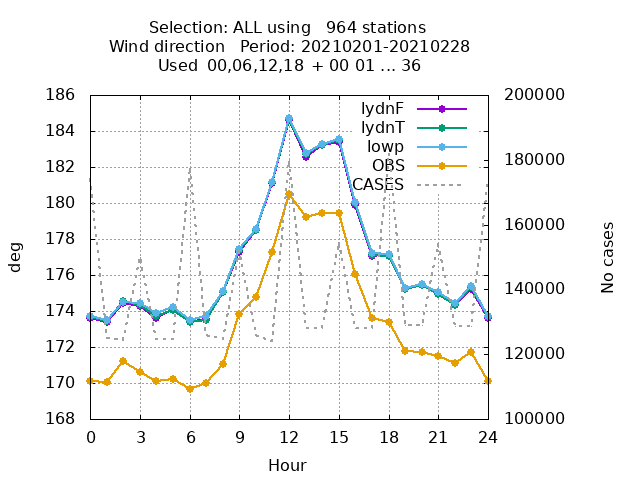 Selection: ALL using   964 stations
Wind direction   Period: 20210201-20210228
Used  00,06,12,18  + 00 01 ... 36
186 200000
lydnF
184
lydnT
182 180000
lowp
OBS
CASES
180
160000
178
deg
No cases
176
140000
174
172
120000
170
168 100000
0 3 6 9 12 15 18 21 24
Hour